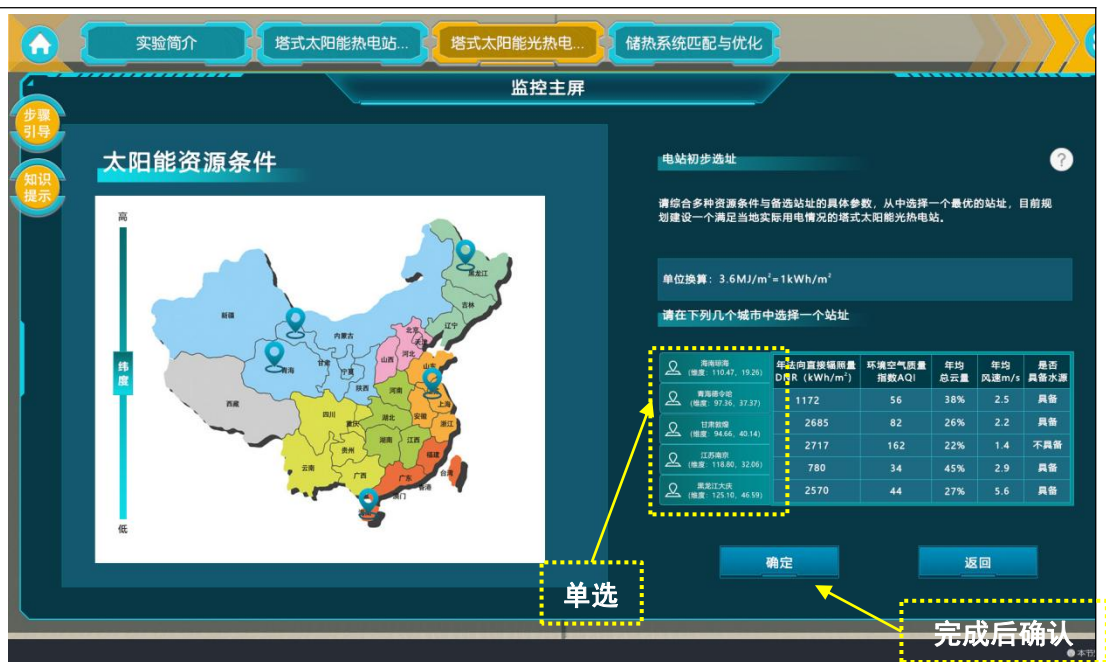 实验简介
塔式太阳能热电站...
塔式太阳能光热电...
储热系统匹配与优化
监控主屏
步骤
引导
知识
提示
太阳能资源条件
高
纬
度
低
黑龙江
吉林
辽宁
新疆
内蒙古
北京
天津
河北
山西
山东
青海
甘肃
宁夏
陕西
河南
西藏
四川
重庆
湖北
安徽
上海
浙江
湖南
江西
贵州
福建
云南
广西
广东
台湾
香港
澳门
电站初步选址
?
请综合多种资源条件与备选站址的具体参数，从中选择一个最优的站址，目前规
划建设一个满足当地实际用电情况的塔式太阳能光热电站。
单位换算：3.6MJ/m²=1kWh/m²
请在下列几个城市中选择一个站址
海南琼海
(维度：110.47，19.26)
青海德令哈
(维度：97.36，37.37)
甘肃敦煌
(维度：94.66，40.14)
江苏南京
(维度：118.80，32.06)
黑龙江大庆
(维度：125.10，46.59)
年法向直接辐照量 环境空气质量 年均 年均 是否
DNR（kWh/m²） 指数AQI 总云量 风速m/s 具备水源
1172 56 38% 2.5 具备
2685 82 26% 2.2 具备
2717 162 22% 1.4 不具备
780 34 45% 2.9 具备
2570 44 27% 5.6 具备
确定
返回
单选
完成后确认
本节